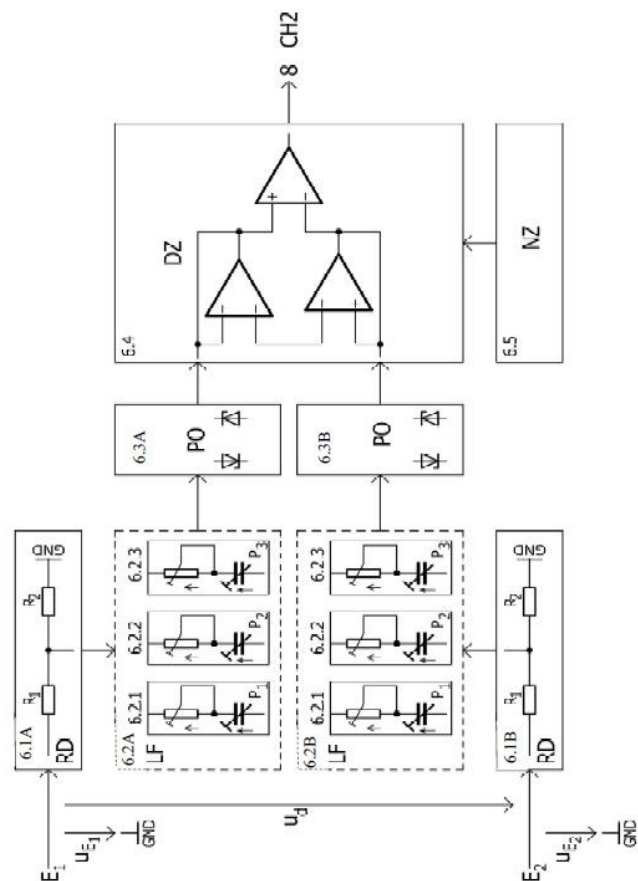 E1
uE1
GND
6.1A
RD
R1
R2
GND
6.2A
LF
6.2.1
P1
6.2.2
P2
6.2.3
P3
6.3A
PO
ud
6.2B
LF
6.2.1
P1
6.2.2
P2
6.2.3
P3
6.3B
PO
E2
uE2
GND
6.1B
RD
R1
R2
GND
6.4
DZ
+
−
8 CH2
6.5
NZ